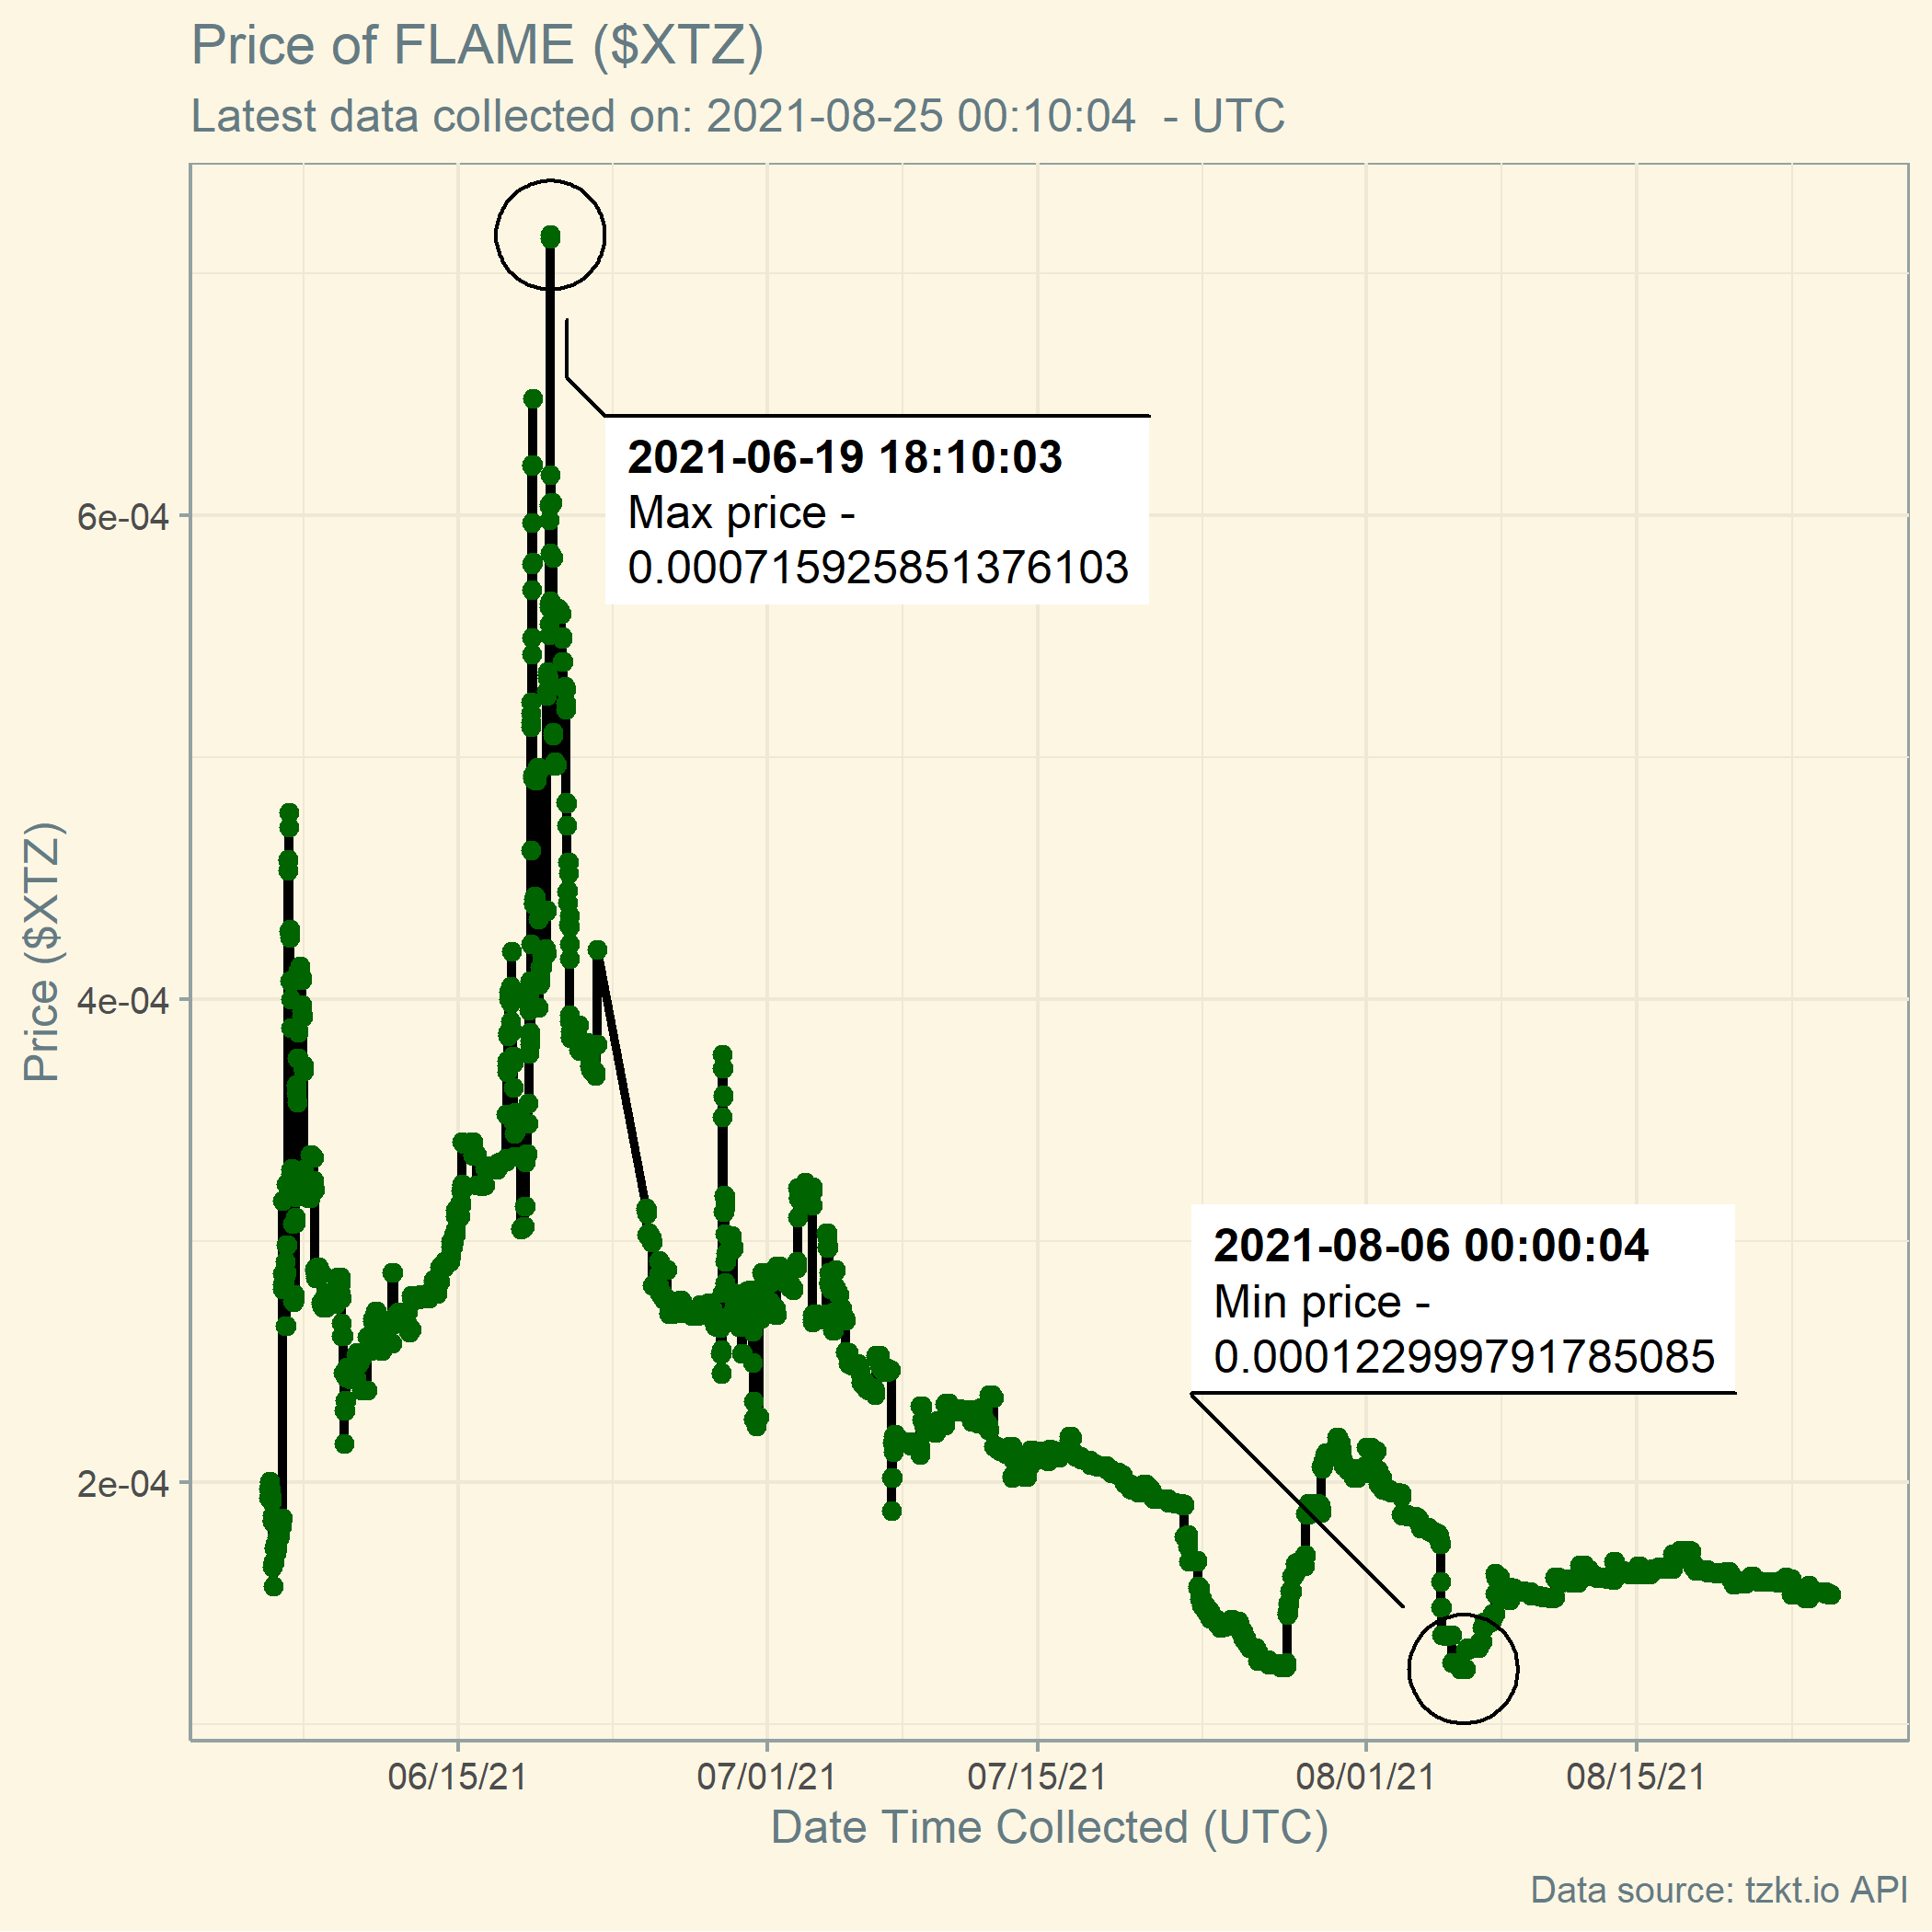 Price of FLAME ($XTZ)
Latest data collected on: 2021-08-25 00:10:04  - UTC
2021-06-19 18:10:03
Max price -
0.000715925851376103
6e-04
4e-04
2e-04
Price ($XTZ)
2021-08-06 00:00:04
Min price -
0.000122999791785085
06/15/21
07/01/21
07/15/21
08/01/21
08/15/21
Date Time Collected (UTC)
Data source: tzkt.io API